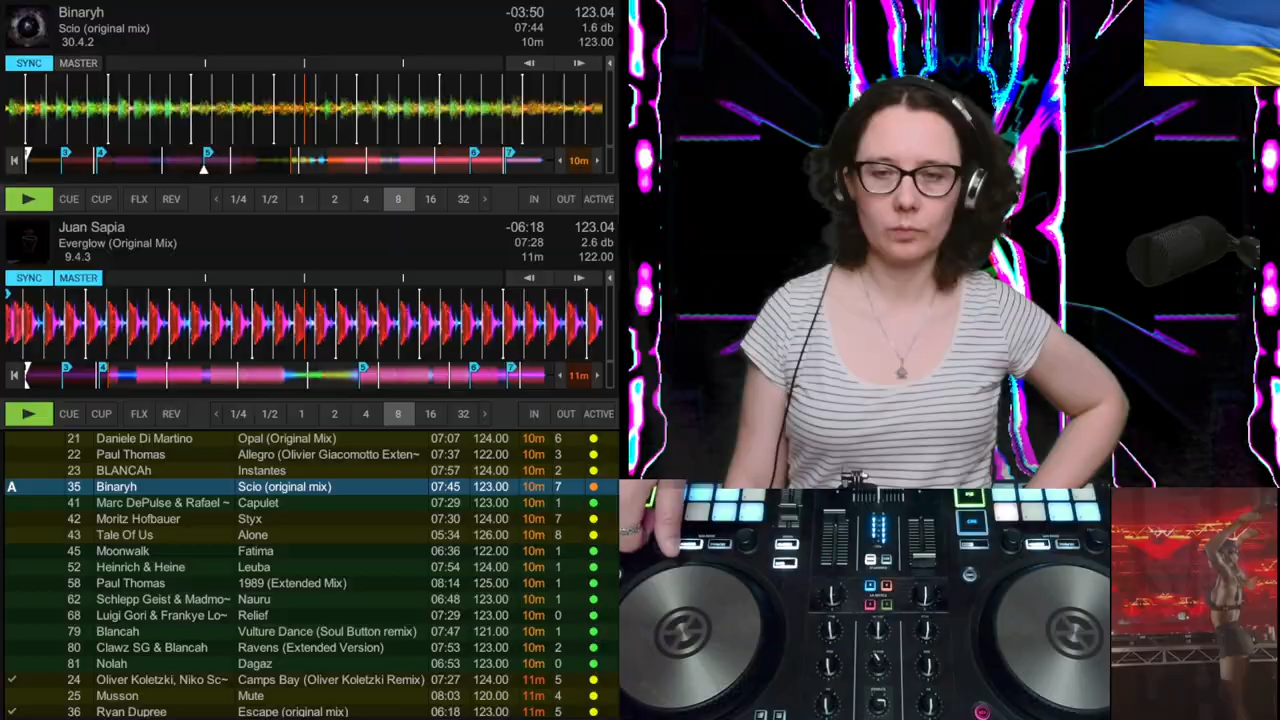 Binaryh -03:50 123.04
Scio (original mix) 07:44 1.6 db
30.4.2 10m 123.00
SYNC MASTER
3 4 5 6 7 10m
CUE CUP FLX REV 1/4 1/2 1 2 4 8 16 32 IN OUT ACTIVE
Juan Sapia -06:18 123.04
Everglow (Original Mix) 07:28 2.6 db
9.4.3 11m 122.00
SYNC MASTER
3 4 5 6 7 11m
CUE CUP FLX REV 1/4 1/2 1 2 4 8 16 32 IN OUT ACTIVE
21 Daniele Di Martino Opal (Original Mix) 07:07 124.00 10m 6
22 Paul Thomas Allegro (Olivier Giacomotto Exten~ 07:37 122.00 10m 3
23 BLANCAh Instantes 07:57 124.00 10m 2
A 35 Binaryh Scio (original mix) 07:45 123.00 10m 7
41 Marc DePulse & Rafael ~ Capulet 07:29 123.00 10m 1
42 Moritz Hofbauer Styx 07:30 124.00 10m 7
43 Tale Of Us Alone 05:34 126.00 10m 8
45 Moonwalk Fatima 06:36 122.00 10m 1
52 Heinrich & Heine Leuba 07:54 124.00 10m 1
58 Paul Thomas 1989 (Extended Mix) 08:14 125.00 10m 1
62 Schlepp Geist & Madmo~ Nauru 06:48 123.00 10m 1
68 Luigi Gori & Frankye Lo~ Relief 07:29 123.00 10m 0
79 Blancah Vulture Dance (Soul Button remix) 07:47 121.00 10m 1
80 Clawz SG & Blancah Ravens (Extended Version) 07:53 123.00 10m 2
81 Nolah Dagaz 06:53 123.00 10m 0
24 Oliver Koletzki, Niko Sc~ Camps Bay (Oliver Koletzki Remix) 07:27 124.00 11m 5
25 Musson Mute 08:03 120.00 11m 4
36 Ryan Dupree Escape (original mix) 06:18 123.00 11m 5